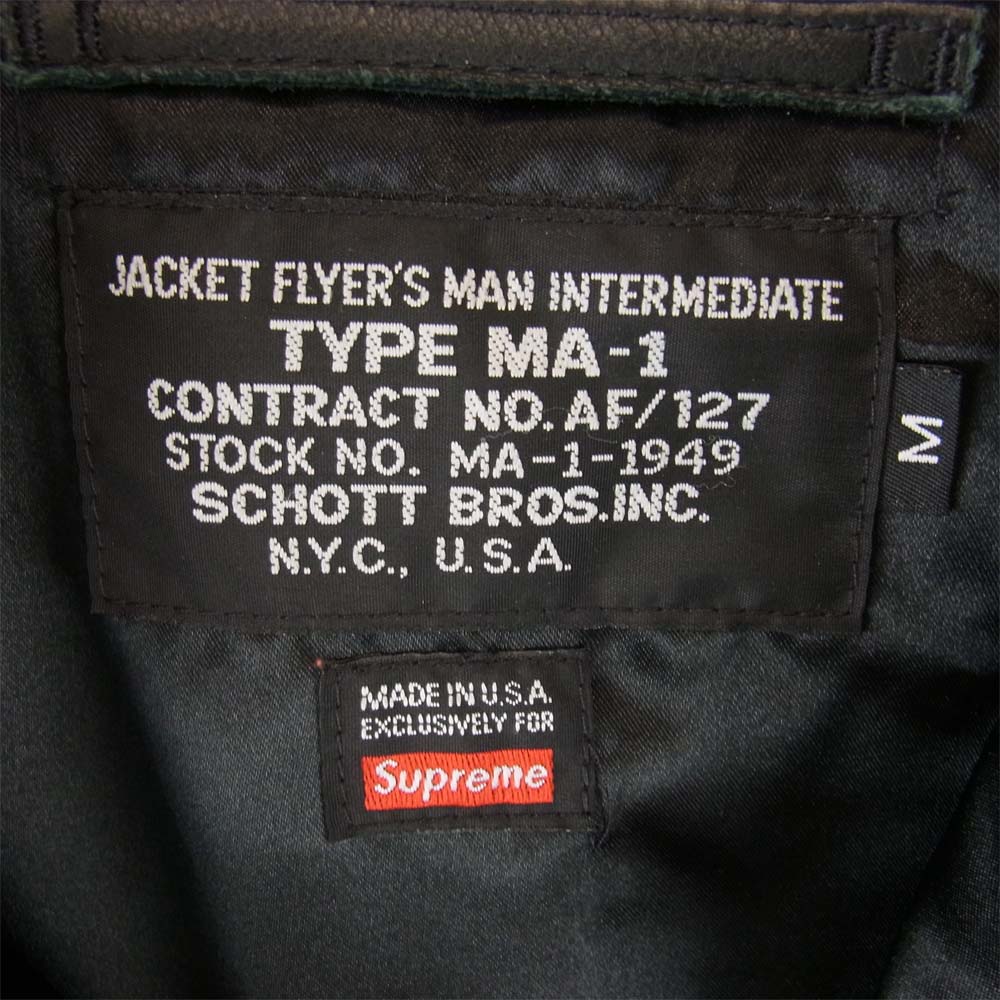 JACKET FLYER'S MAN INTERMEDIATE
TYPE MA-1
CONTRACT NO. AF/127
STOCK NO. MA-1-1949
SCHOTT BROS.INC.
N.Y.C., U.S.A.
M
MADE IN U.S.A.
EXCLUSIVELY FOR
Supreme